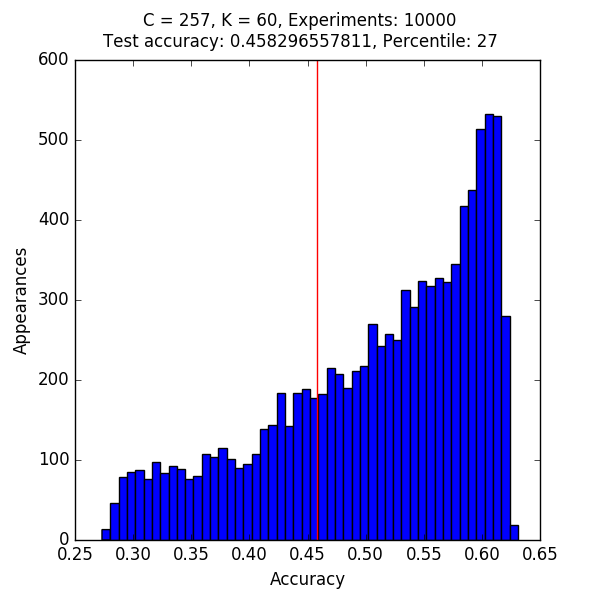 C = 257, K = 60, Experiments: 10000
Test accuracy: 0.458296557811, Percentile: 27
600
500
400
300
200
100
0
Appearances
0.25 0.30 0.35 0.40 0.45 0.50 0.55 0.60 0.65
Accuracy